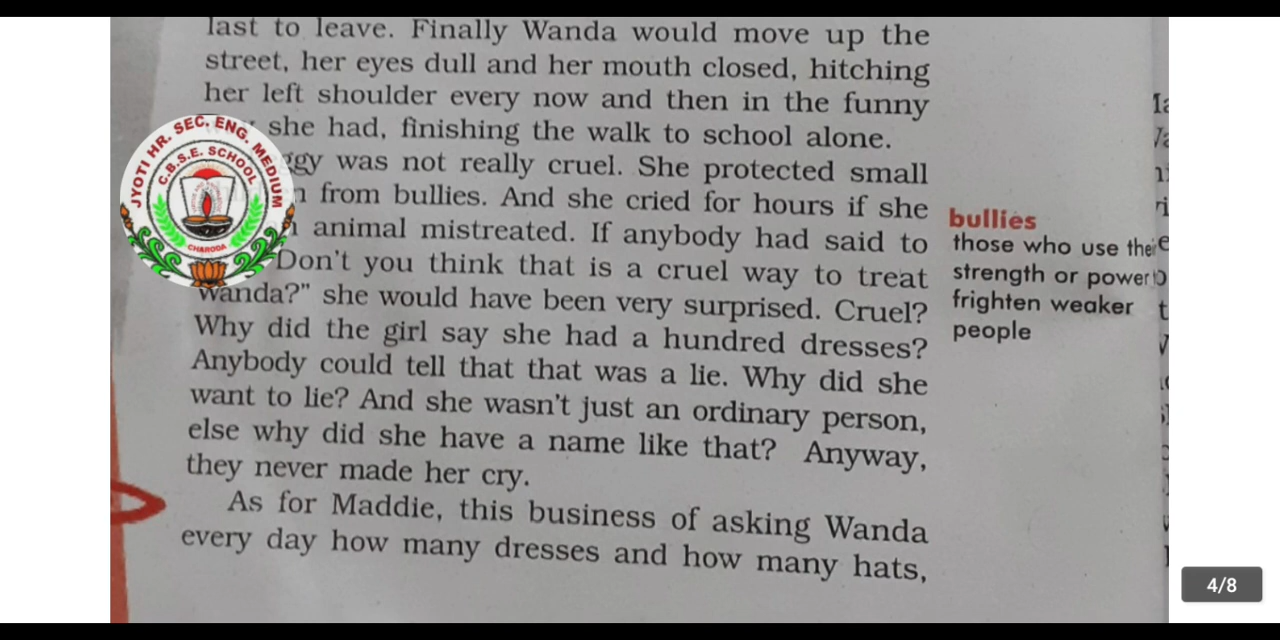 last to leave. Finally Wanda would move up the
street, her eyes dull and her mouth closed, hitching
her left shoulder every now and then in the funny
she had, finishing the walk to school alone.
ggy was not really cruel. She protected small
n from bullies. And she cried for hours if she
animal mistreated. If anybody had said to
Don't you think that is a cruel way to treat
Wanda?" she would have been very surprised. Cruel?
Why did the girl say she had a hundred dresses?
Anybody could tell that that was a lie. Why did she
want to lie? And she wasn't just an ordinary person,
else why did she have a name like that? Anyway,
they never made her cry.
As for Maddie, this business of asking Wanda
every day how many dresses and how many hats,
bullies
those who use the
strength or power
frighten weaker
people
JYOTI HR. SEC. ENG. MEDIUM
C.B.S.E. SCHOOL
CHARODA
4/8